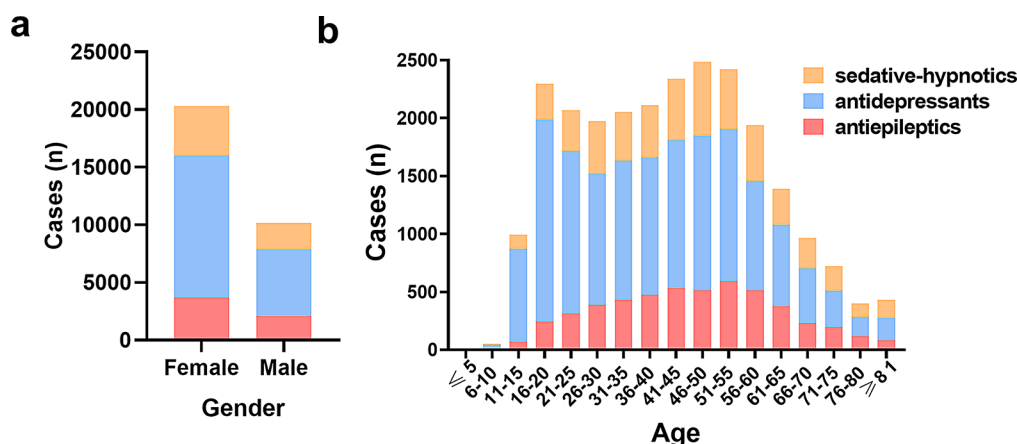 a
25000
20000
15000
10000
5000
0
Cases (n)
Female Male
Gender
b
2500
2000
1500
1000
500
0
Cases (n)
⩽ 5 6-10 11-15 16-20 21-25 26-30 31-35 36-40 41-45 46-50 51-55 56-60 61-65 66-70 71-75 76-80 ⩾ 8 1
Age
sedative-hypnotics
antidepressants
antiepileptics